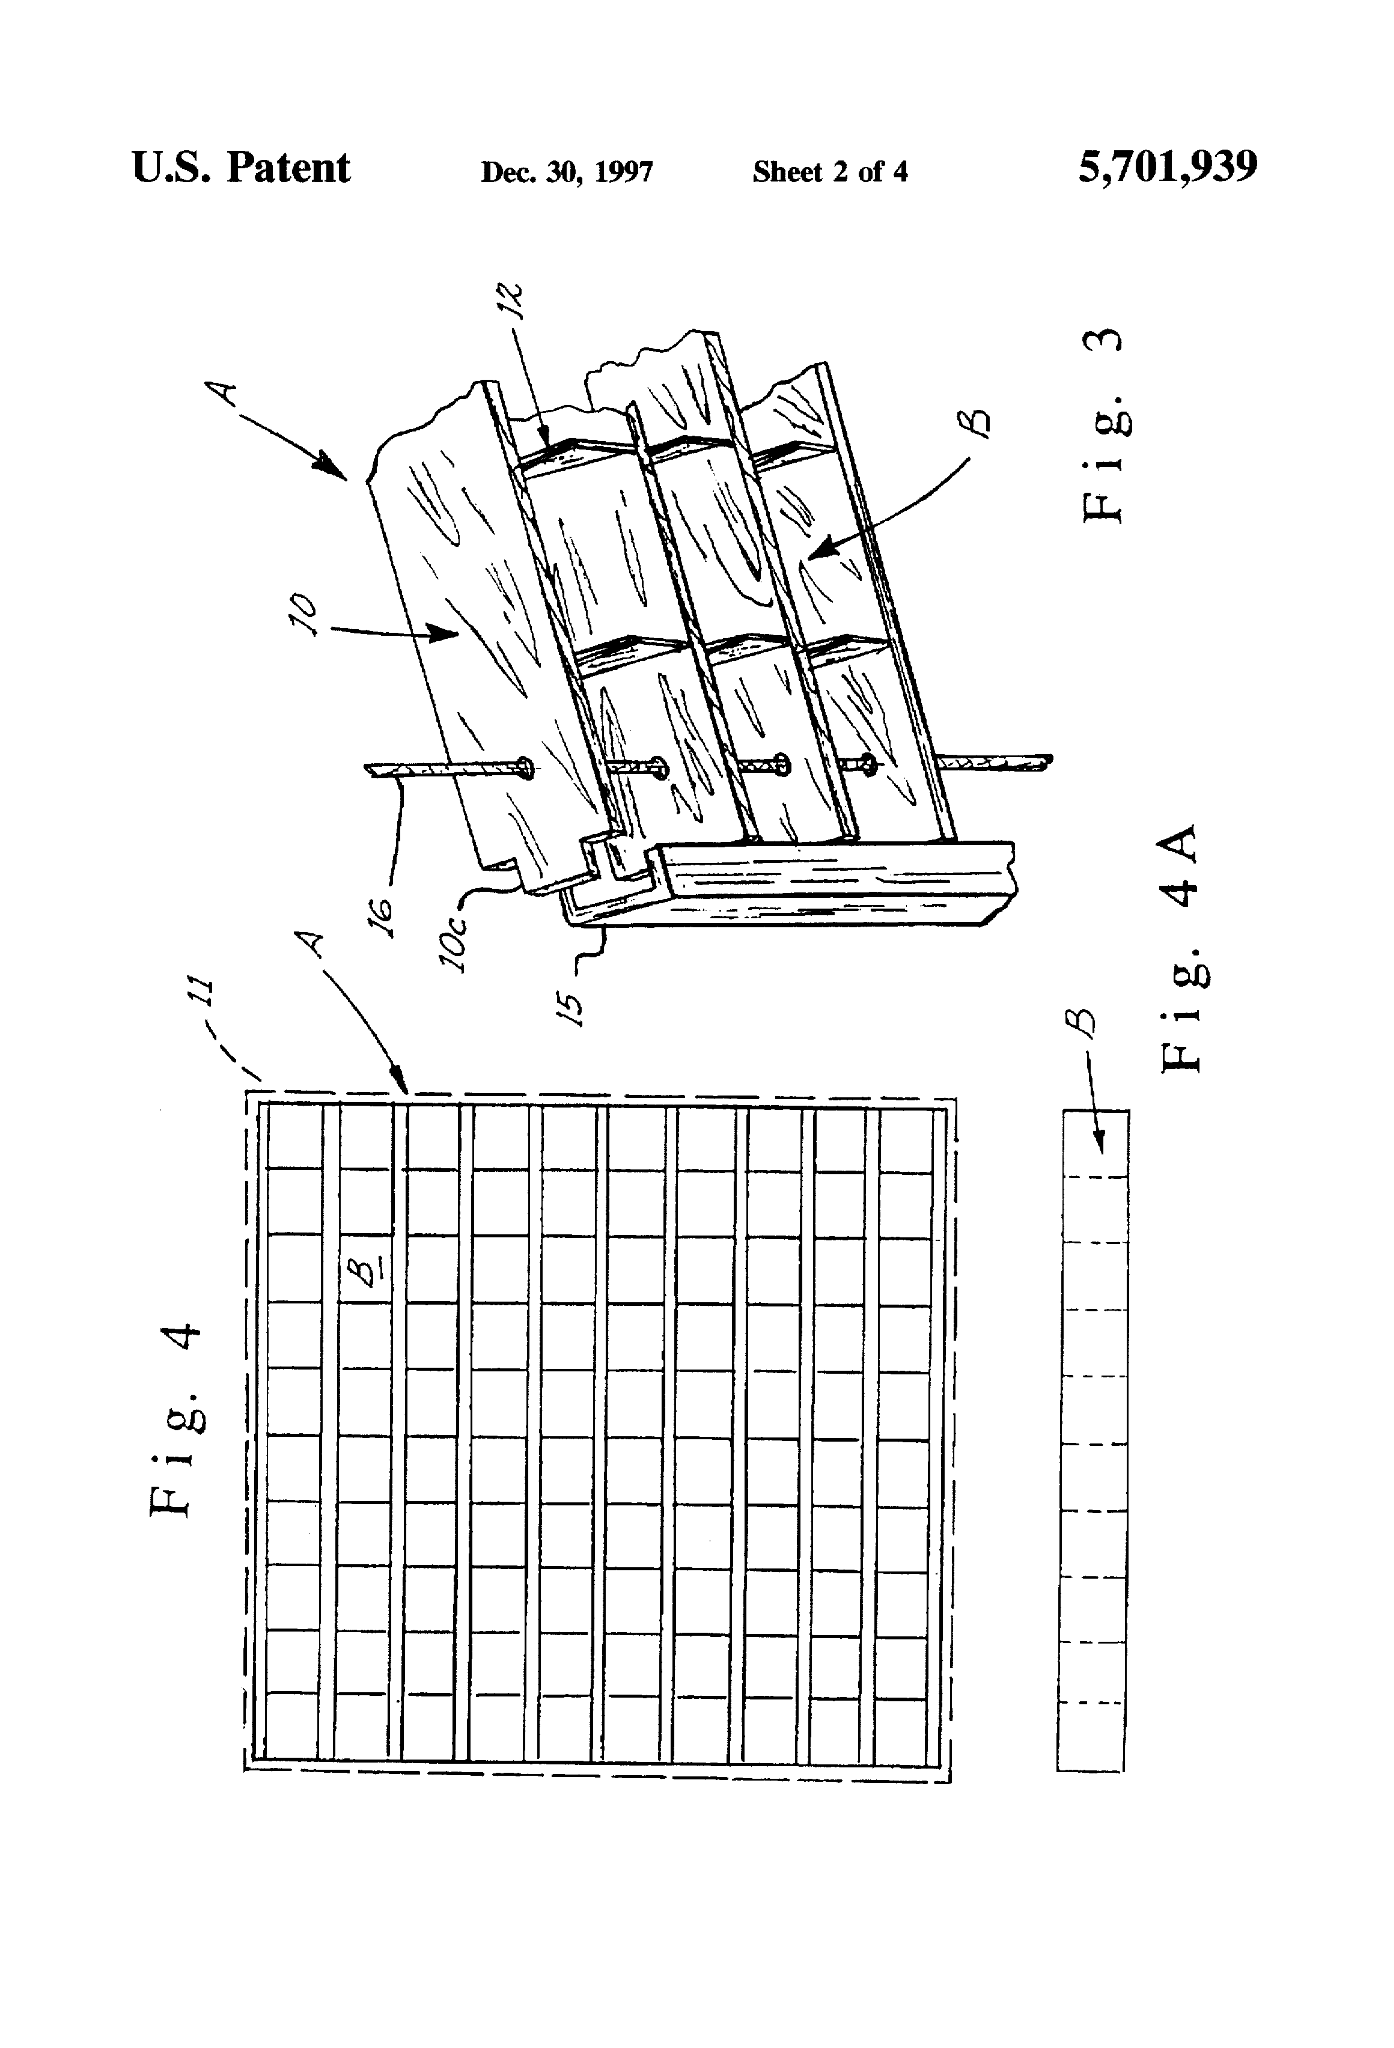 U.S. Patent Dec. 30, 1997 Sheet 2 of 4 5,701,939
12
A
10
B
Fig. 3
16
10c
15
A
11
B
Fig. 4
B
Fig. 4A